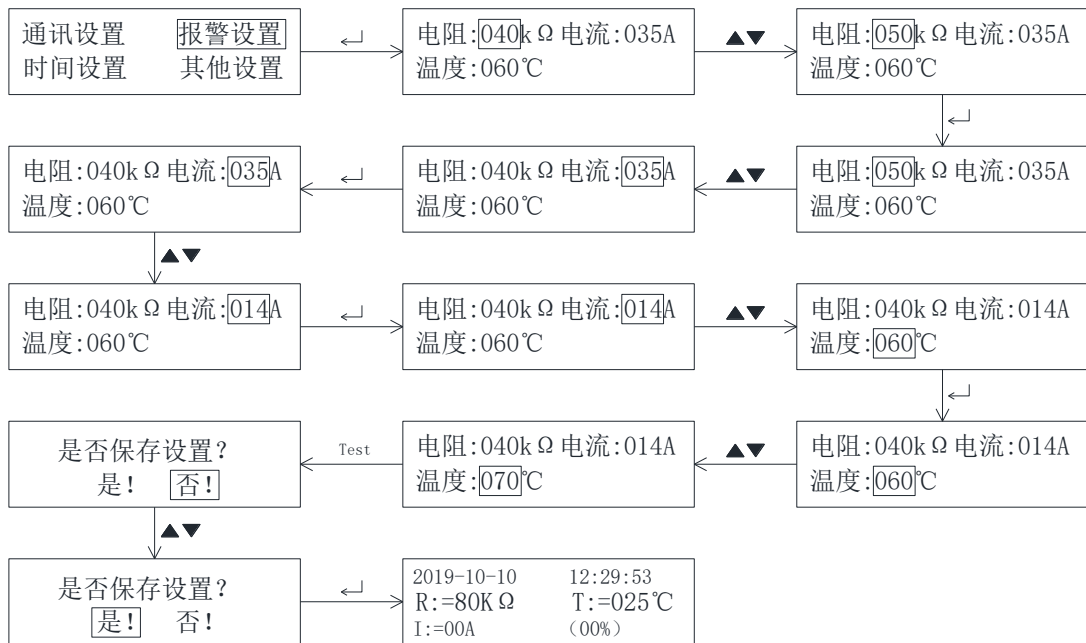 通讯设置 报警设置
时间设置 其他设置
电阻:040kΩ 电流:035A
温度:060℃
▲▼
电阻:050kΩ 电流:035A
温度:060℃
电阻:050kΩ 电流:035A
温度:060℃
▲▼
电阻:040kΩ 电流:035A
温度:060℃
电阻:040kΩ 电流:035A
温度:060℃
▲▼
电阻:040kΩ 电流:014A
温度:060℃
电阻:040kΩ 电流:014A
温度:060℃
▲▼
电阻:040kΩ 电流:014A
温度:060℃
电阻:040kΩ 电流:014A
温度:060℃
▲▼
电阻:040kΩ 电流:014A
温度:070℃
Test
是否保存设置?
是! 否!
▲▼
是否保存设置?
是! 否!
2019-10-10 12:29:53
R:=80KΩ T:=025℃
I:=00A (00%)